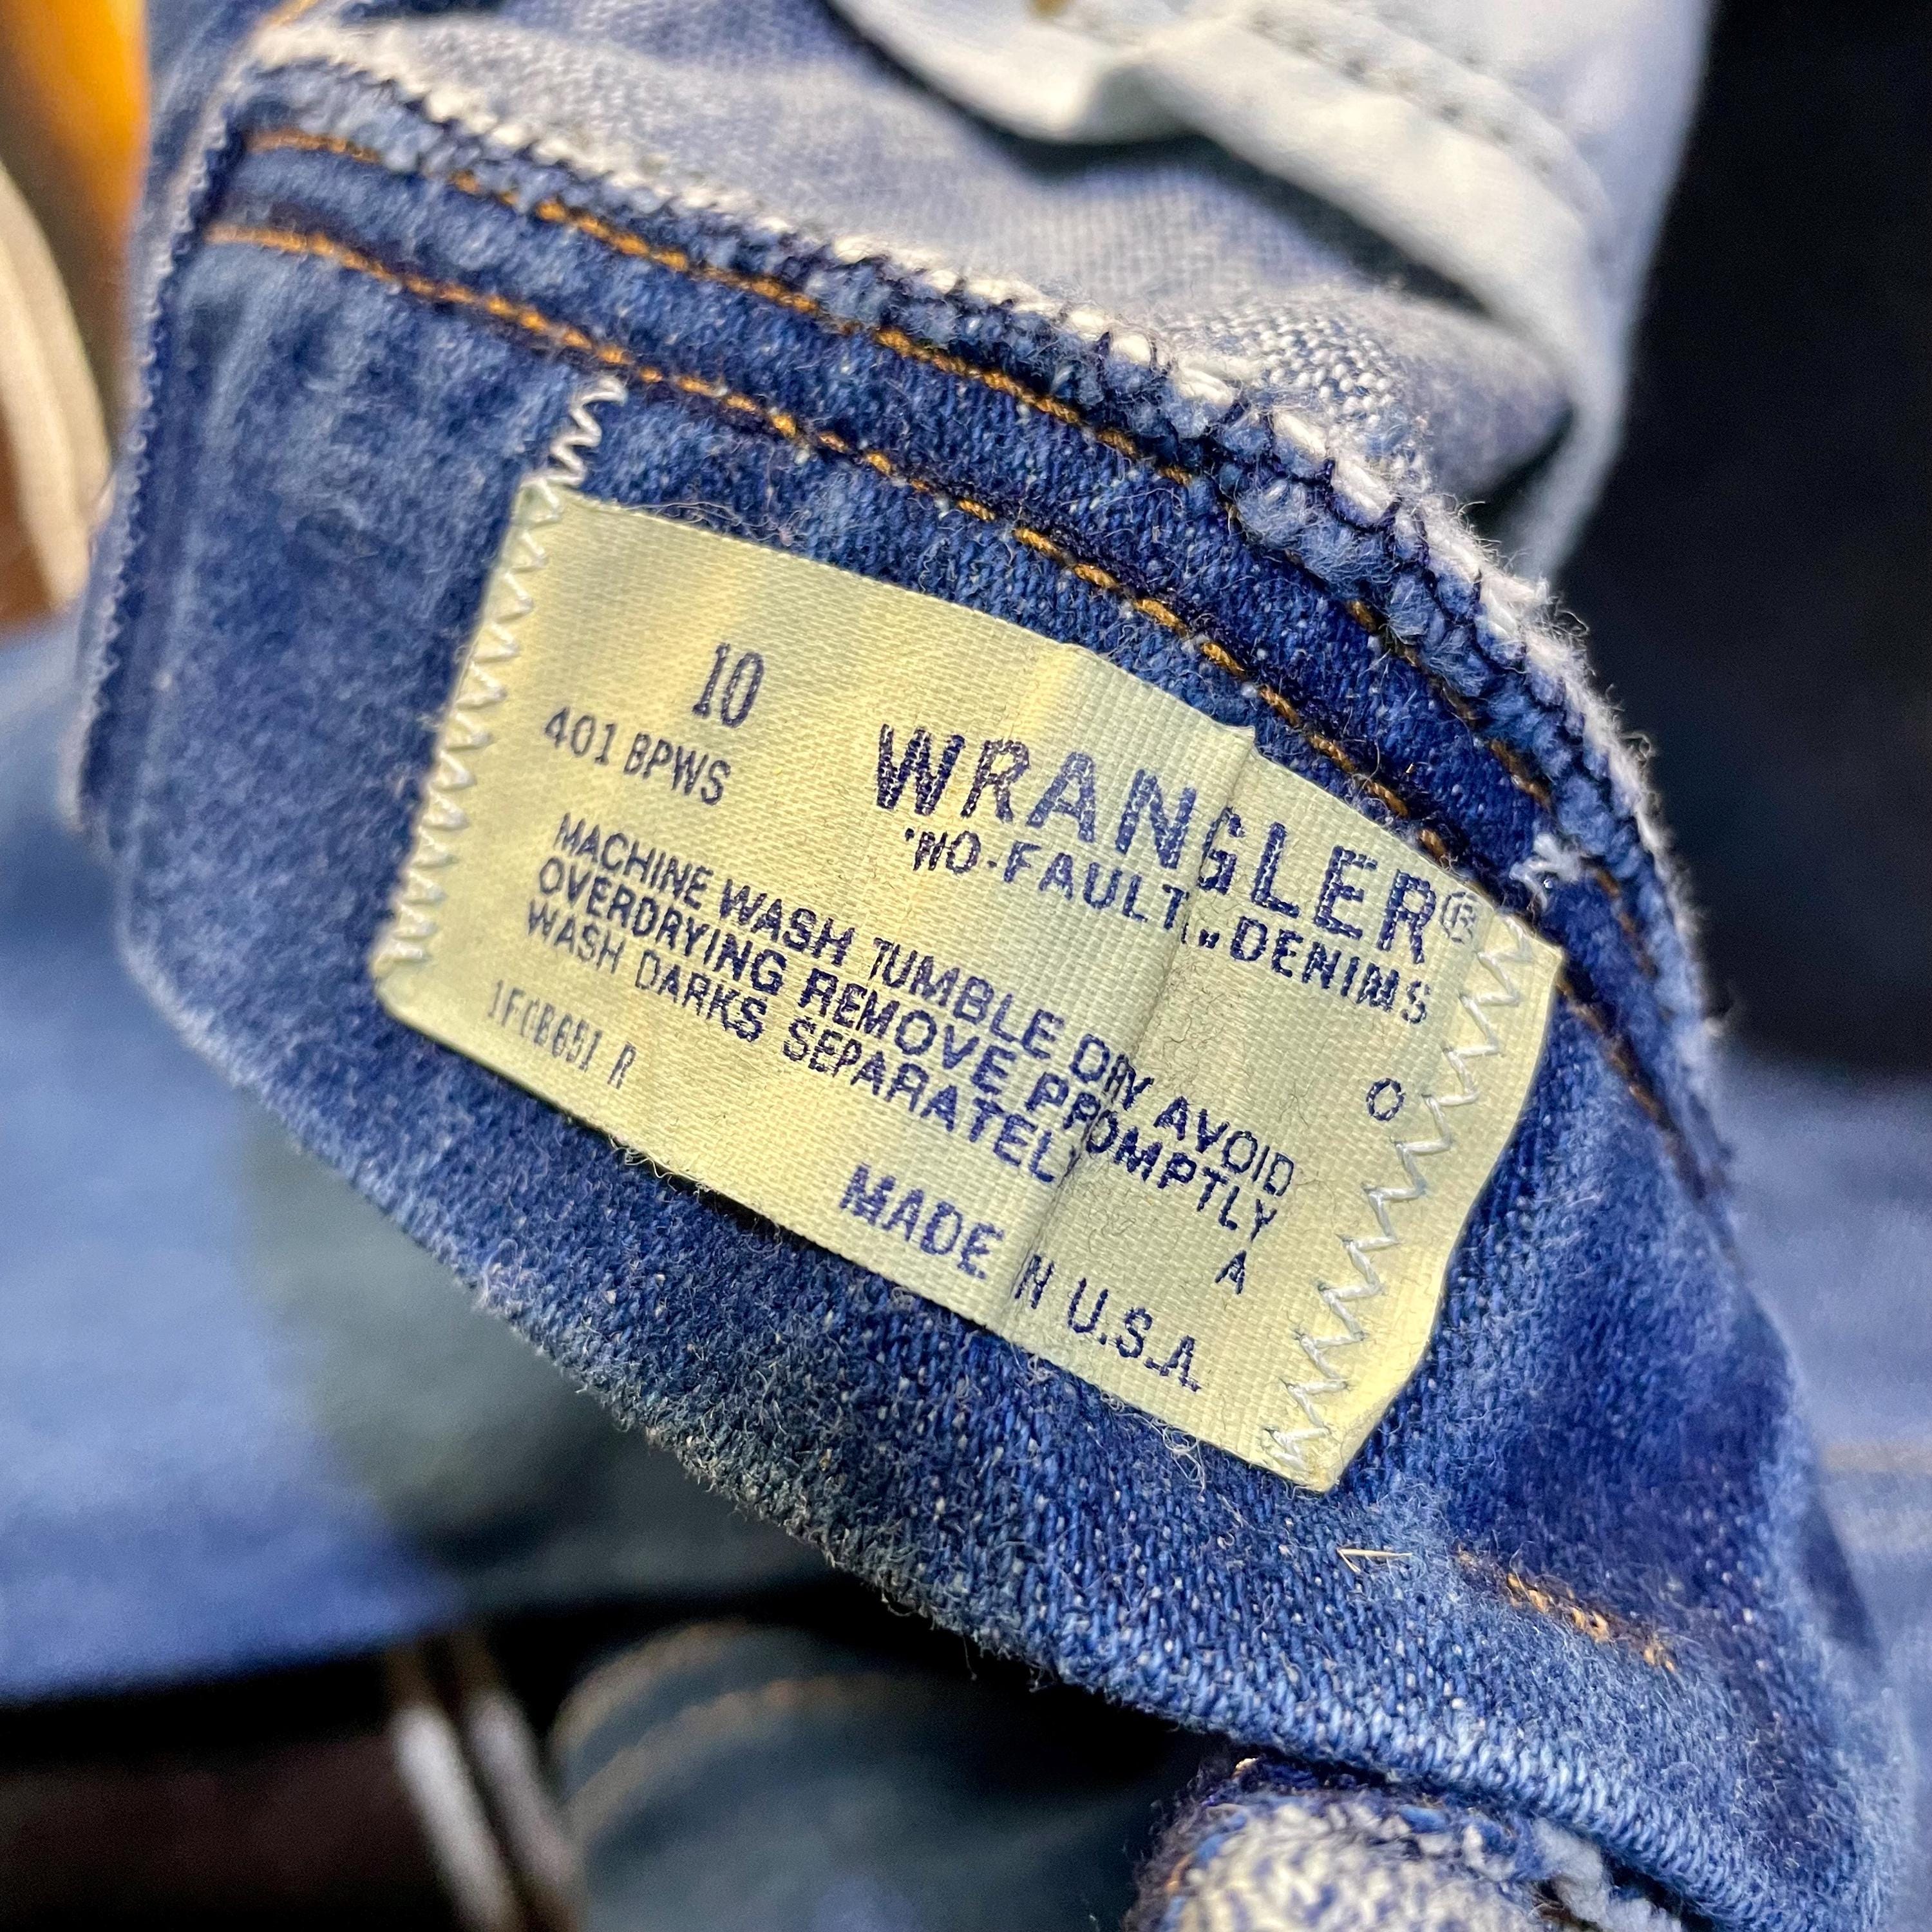 10
401 BPWS
WRANGLER®
"NO-FAULT" DENIMS
MACHINE WASH TUMBLE DRY AVOID
OVERDRYING REMOVE PROMPTLY
WASH DARKS SEPARATELY
O
A
MADE IN U.S.A.